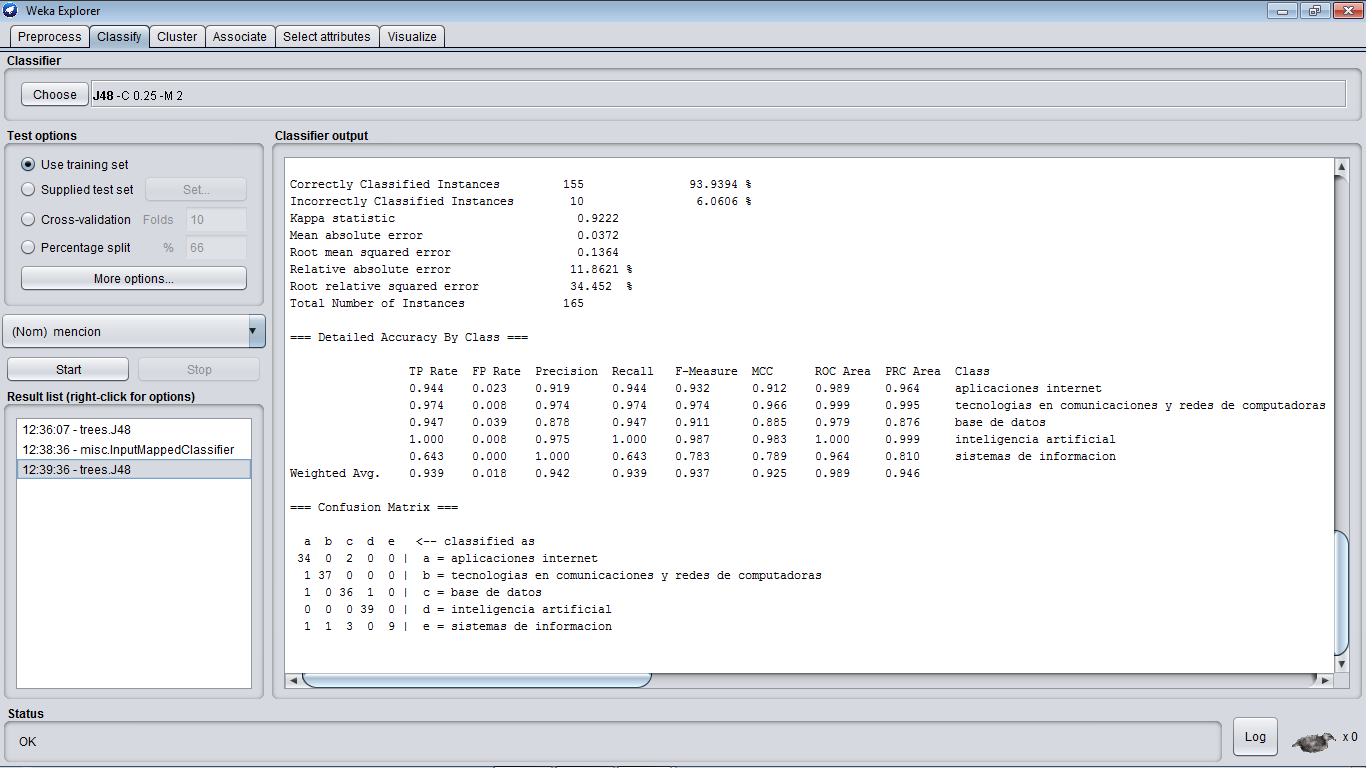 Weka Explorer
Preprocess Classify Cluster Associate Select attributes Visualize
Classifier
Choose J48 -C 0.25 -M 2
Test options
Use training set
Supplied test set Set...
Cross-validation Folds 10
Percentage split % 66
More options...
(Nom) mencion
Start Stop
Result list (right-click for options)
12:36:07 - trees.J48
12:38:36 - misc.InputMappedClassifier
12:39:36 - trees.J48
Classifier output
Correctly Classified Instances 155 93.9394 %
Incorrectly Classified Instances 10 6.0606 %
Kappa statistic 0.9222
Mean absolute error 0.0372
Root mean squared error 0.1364
Relative absolute error 11.8621 %
Root relative squared error 34.452 %
Total Number of Instances 165
=== Detailed Accuracy By Class ===
TP Rate FP Rate Precision Recall F-Measure MCC ROC Area PRC Area Class
0.944 0.023 0.919 0.944 0.932 0.912 0.989 0.964 aplicaciones internet
0.974 0.008 0.974 0.974 0.974 0.966 0.999 0.995 tecnologias en comunicaciones y redes de computadoras
0.947 0.039 0.878 0.947 0.911 0.885 0.979 0.876 base de datos
1.000 0.008 0.975 1.000 0.987 0.983 1.000 0.999 inteligencia artificial
0.643 0.000 1.000 0.643 0.783 0.789 0.964 0.810 sistemas de informacion
Weighted Avg. 0.939 0.018 0.942 0.939 0.937 0.925 0.989 0.946
=== Confusion Matrix ===
a b c d e <-- classified as
34 0 2 0 0 | a = aplicaciones internet
1 37 0 0 0 | b = tecnologias en comunicaciones y redes de computadoras
1 0 36 1 0 | c = base de datos
0 0 0 39 0 | d = inteligencia artificial
1 1 3 0 9 | e = sistemas de informacion
Status
OK
Log
x 0